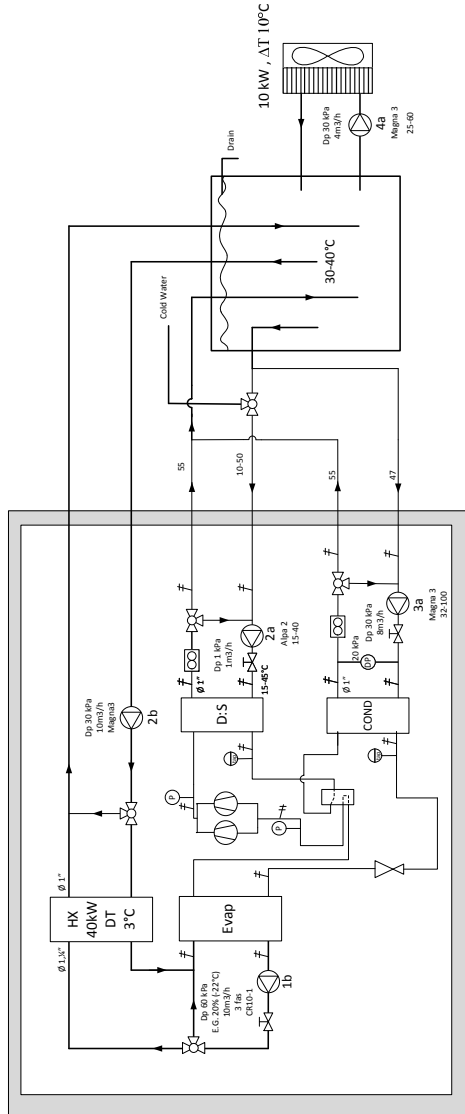 Ø 1,¼"
HX
40kW
DT
3°C
Ø 1"
Dp 30 kPa
10m3/h
Magna3
2b
Dp 60 kPa
E.G. 20% (-22°C)
10m3/h
3 fas
CR10-1
1b
Evap
P
P
D:S
Ø 1"
Dp 1 kPa
1m3/h
15-45°C
2a
Alpa 2
15-40
55
10-50
Cold Water
COND
Ø 1"
20 kPa
DP
Dp 30 kPa
8m3/h
3a
Magna 3
32-100
55
47
Drain
30-40°C
10 kW , ΔT 10°C
Dp 30 kPa
4m3/h
4a
Magna 3
25-60